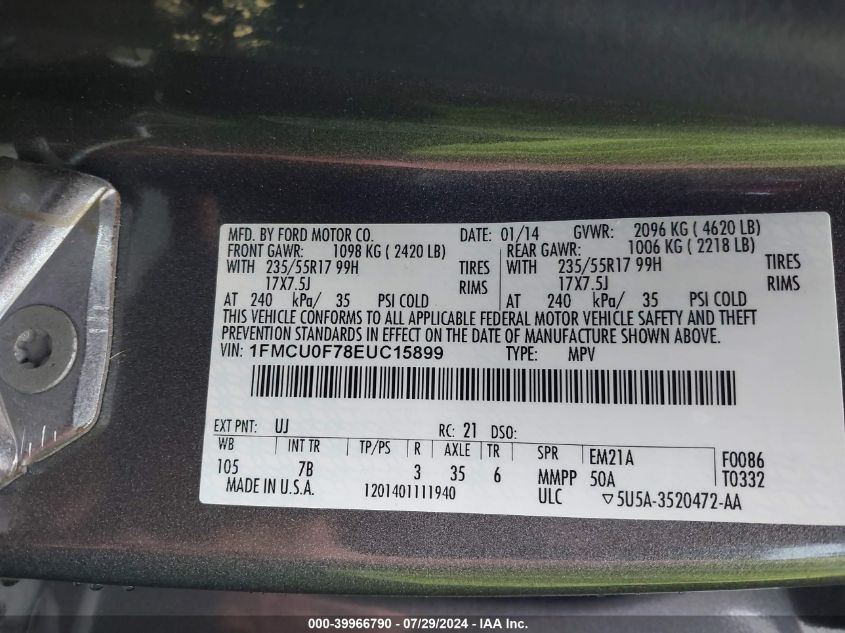 MFD. BY FORD MOTOR CO. DATE: 01/14 GVWR: 2096 KG ( 4620 LB)
FRONT GAWR: 1098 KG ( 2420 LB) REAR GAWR: 1006 KG ( 2218 LB)
WITH 235/55R17 99H TIRES WITH 235/55R17 99H TIRES
17X7.5J RIMS 17X7.5J RIMS
AT 240 kPa/ 35 PSI COLD AT 240 kPa/ 35 PSI COLD
THIS VEHICLE CONFORMS TO ALL APPLICABLE FEDERAL MOTOR VEHICLE SAFETY AND THEFT
PREVENTION STANDARDS IN EFFECT ON THE DATE OF MANUFACTURE SHOWN ABOVE.
VIN: 1FMCU0F78EUC15899 TYPE: MPV
EXT PNT: UJ RC: 21 DSO:
WB INT TR TP/PS R AXLE TR SPR EM21A F0086
105 7B 3 35 6 MMPP 50A T0332
MADE IN U.S.A. 1201401111940 ULC ▽5U5A-3520472-AA
000-39966790 - 07/29/2024 - IAA Inc.